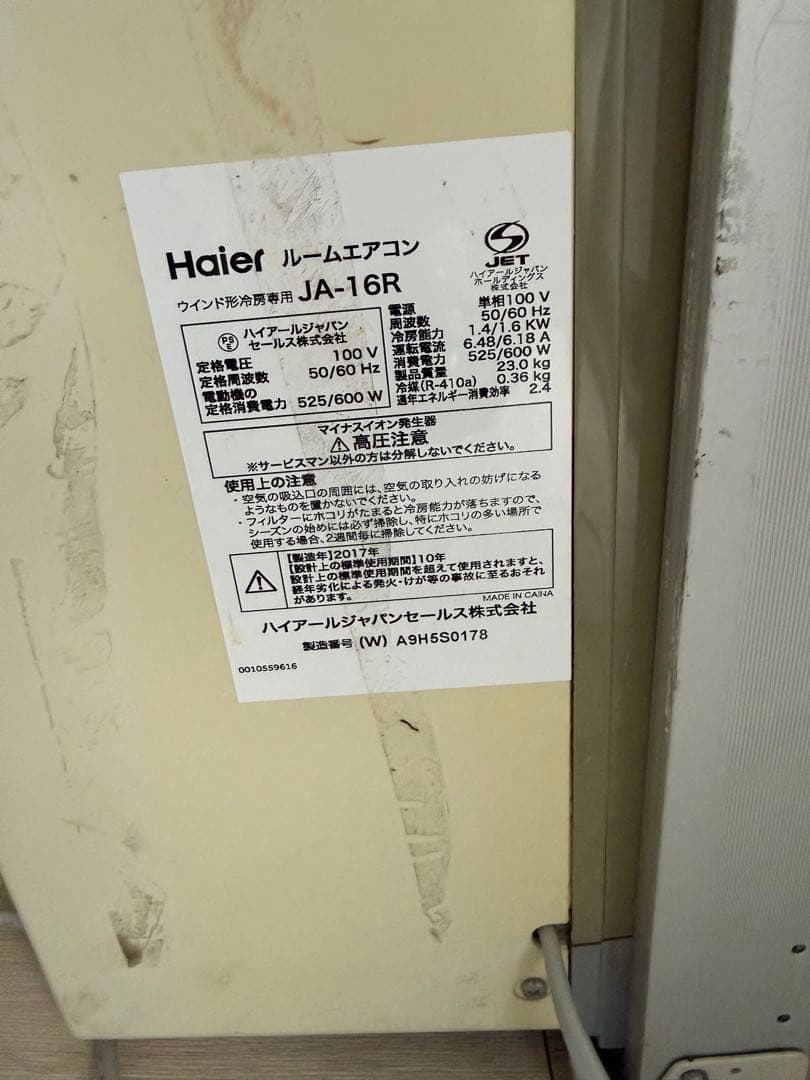 Haier ルームエアコン
ウインド形冷房専用 JA-16R
JET
ハイアールジャパン
ホールディングス
株式会社
PS
E
ハイアールジャパン
セールス株式会社
定格電圧 100 V
定格周波数 50/60 Hz
電動機の
定格消費電力 525/600 W
電源 単相100 V
周波数 50/60 Hz
冷房能力 1.4/1.6 KW
運転電流 6.48/6.18 A
消費電力 525/600 W
製品質量 23.0 kg
冷媒(R-410a) 0.36 kg
通年エネルギー消費効率 2.4
マイナスイオン発生器
高圧注意
※サービスマン以外の方は分解しないでください。
使用上の注意
・空気の吸込口の周囲には、空気の取り入れの妨げになる
ようなものを置かないでください。
・フィルターにホコリがたまると冷房能力が落ちますので、
シーズンの始めには必ず掃除し、特にホコリの多い場所で
使用する場合、2週間毎に掃除してください。
【製造年】2017年
【設計上の標準使用期間】10年
設計上の標準使用期間を超えて使用されますと、
経年劣化による発火・けが等の事故に至るおそれ
があります。
MADE IN CAINA
ハイアールジャパンセールス株式会社
製造番号 (W) A9H5S0178
0010559616